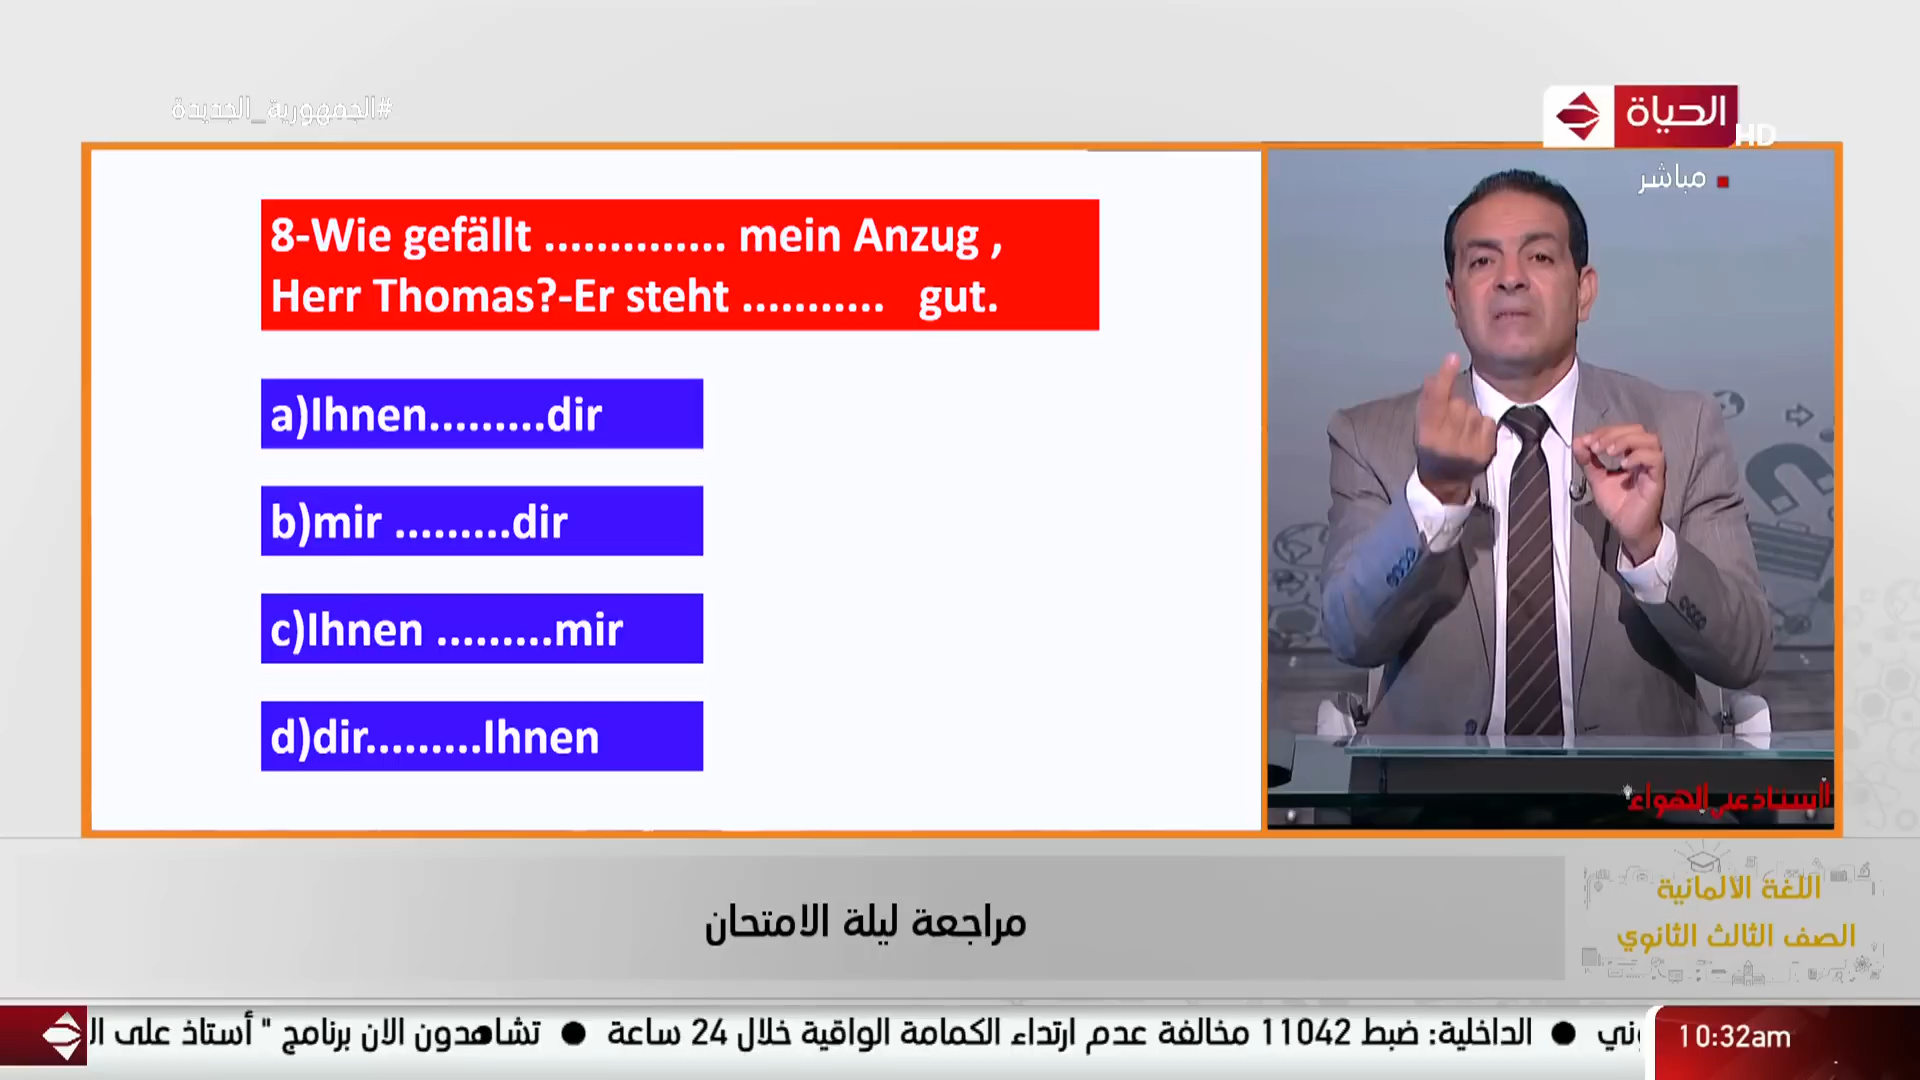 #الجمهورية_الجديدة
الحياة
HD
مباشر
8-Wie gefällt .............. mein Anzug ,
Herr Thomas?-Er steht ........... gut.
a)Ihnen.........dir
b)mir .........dir
c)Ihnen .........mir
d)dir.........Ihnen
أستاذ على الهواء
مراجعة ليلة الامتحان
اللغة الالمانية
الصف الثالث الثانوي
الداخلية: ضبط 11042 مخالفة عدم ارتداء الكمامة الواقية خلال 24 ساعة ● تشاهدون الان برنامج " أستاذ على
10:32am